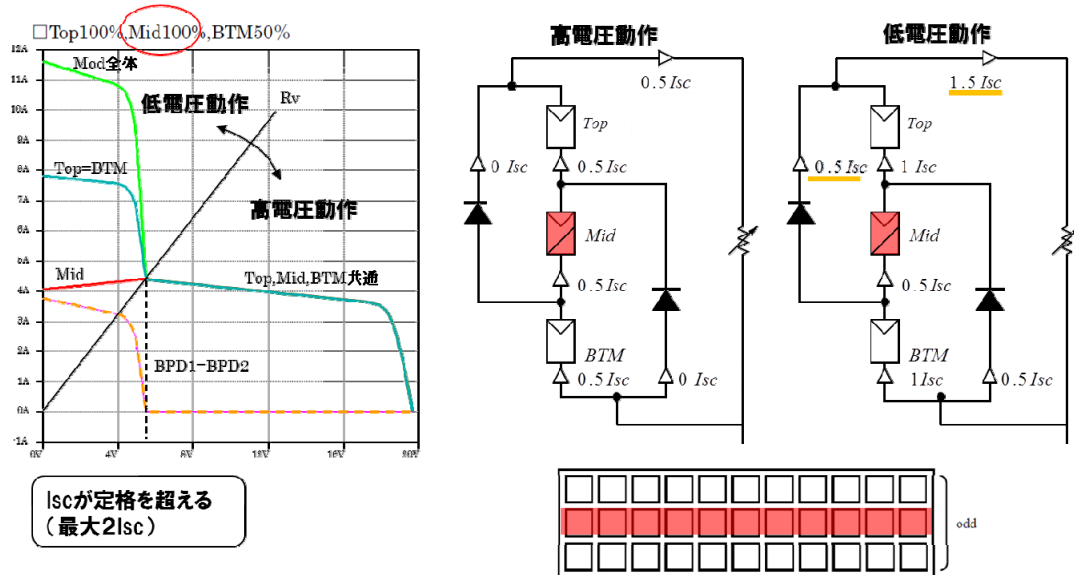 □Top100%,Mid100%,BTM50%
12A
11A
10A
9A
8A
7A
6A
5A
4A
3A
2A
1A
0A
-1A
0V
4V
8V
12V
16V
20V
Mod全体
低電圧動作
Rv
Top=BTM
高電圧動作
Mid
Top,Mid,BTM共通
BPD1-BPD2
Iscが定格を超える
(最大2Isc)
高電圧動作
0.5 Isc
Top
0 Isc
0.5 Isc
Mid
0.5 Isc
BTM
0.5 Isc
0 Isc
低電圧動作
1.5 Isc
Top
0.5 Isc
1 Isc
Mid
0.5 Isc
BTM
1Isc
0.5 Isc
odd